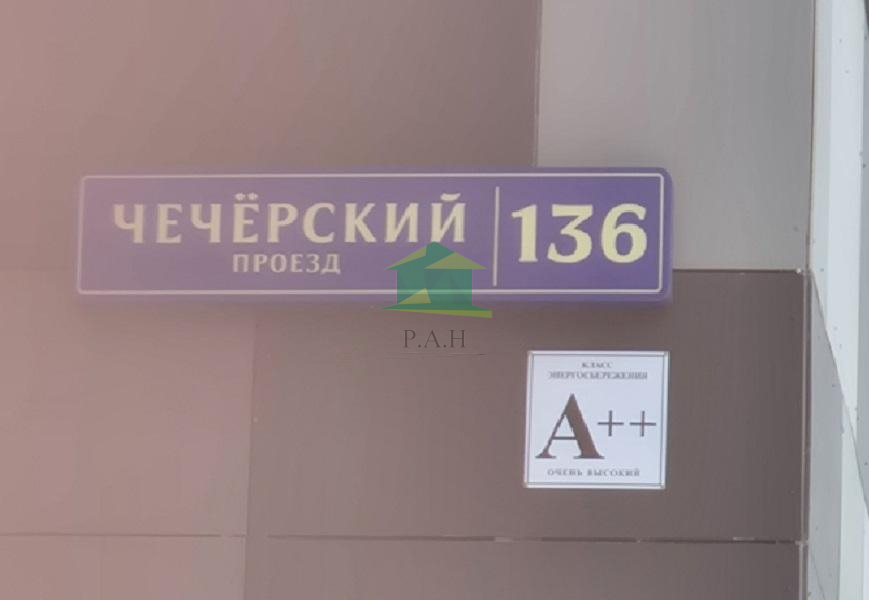 ЧЕЧЁРСКИЙ
ПРОЕЗД
136
Р.А.Н
КЛАСС
ЭНЕРГОСБЕРЕЖЕНИЯ
A++
ОЧЕНЬ ВЫСОКИЙ